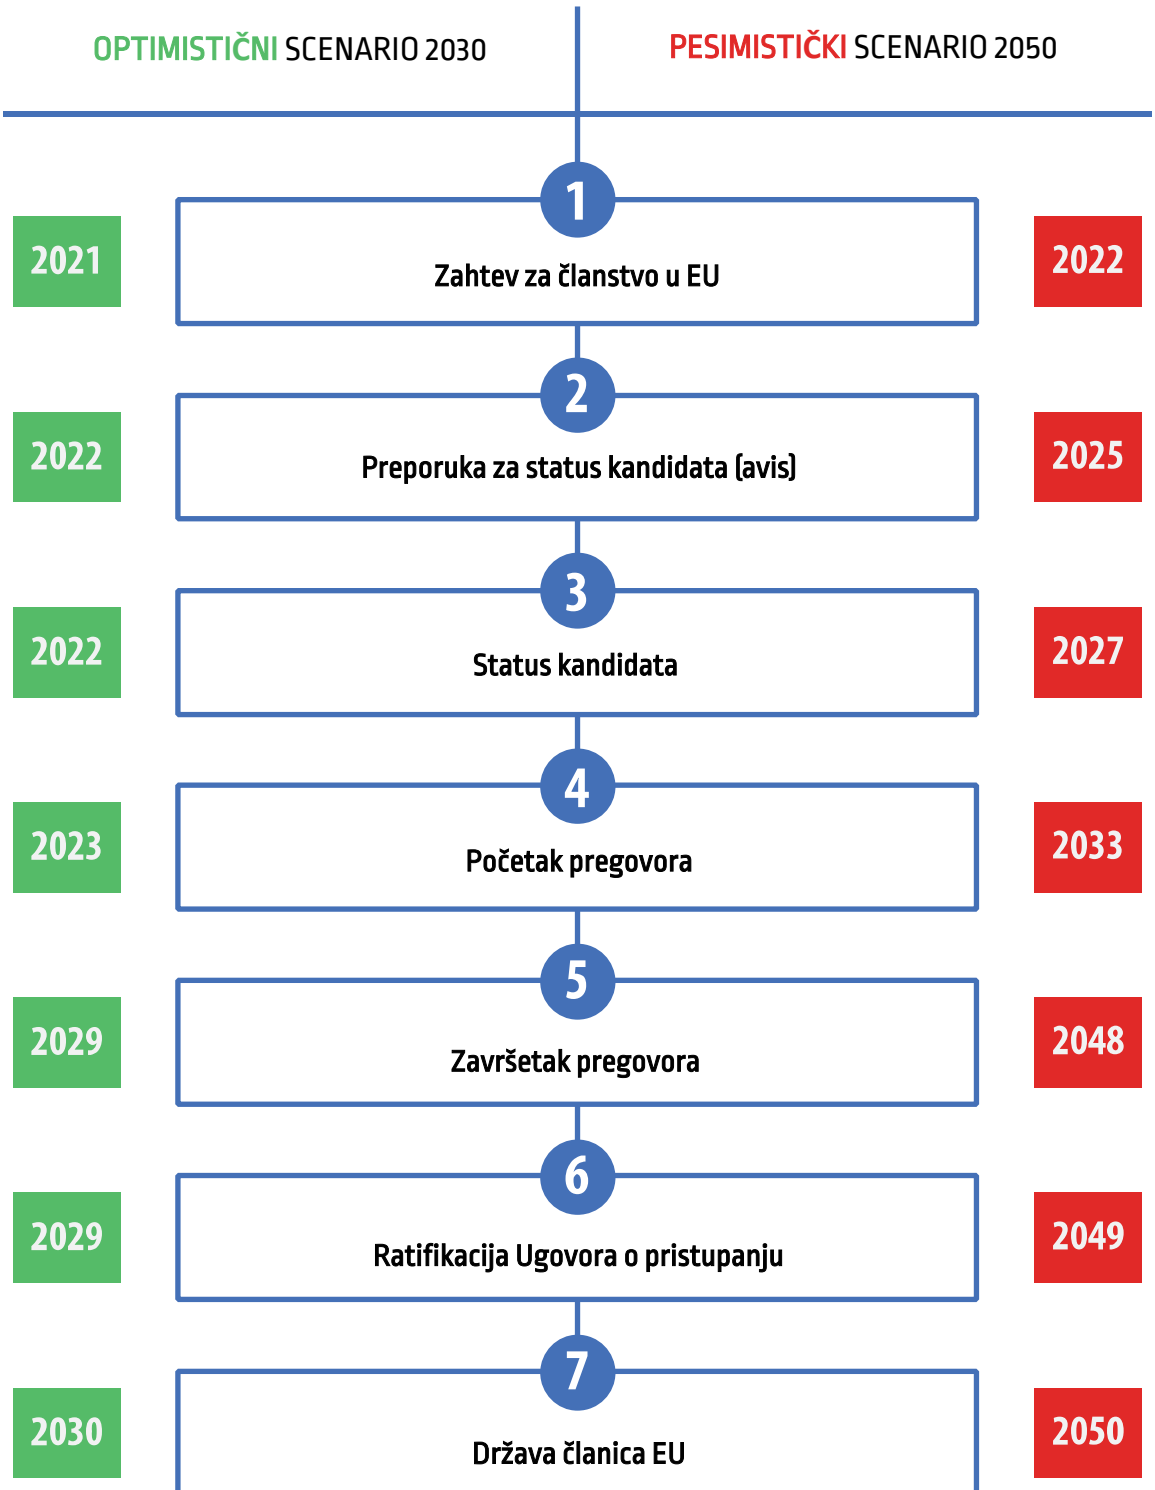 OPTIMISTIČNI SCENARIO 2030
PESIMISTIČKI SCENARIO 2050
1
2021
Zahtev za članstvo u EU
2022
2
2022
Preporuka za status kandidata (avis)
2025
3
2022
Status kandidata
2027
4
2023
Početak pregovora
2033
5
2029
Završetak pregovora
2048
6
2029
Ratifikacija Ugovora o pristupanju
2049
7
2030
Država članica EU
2050